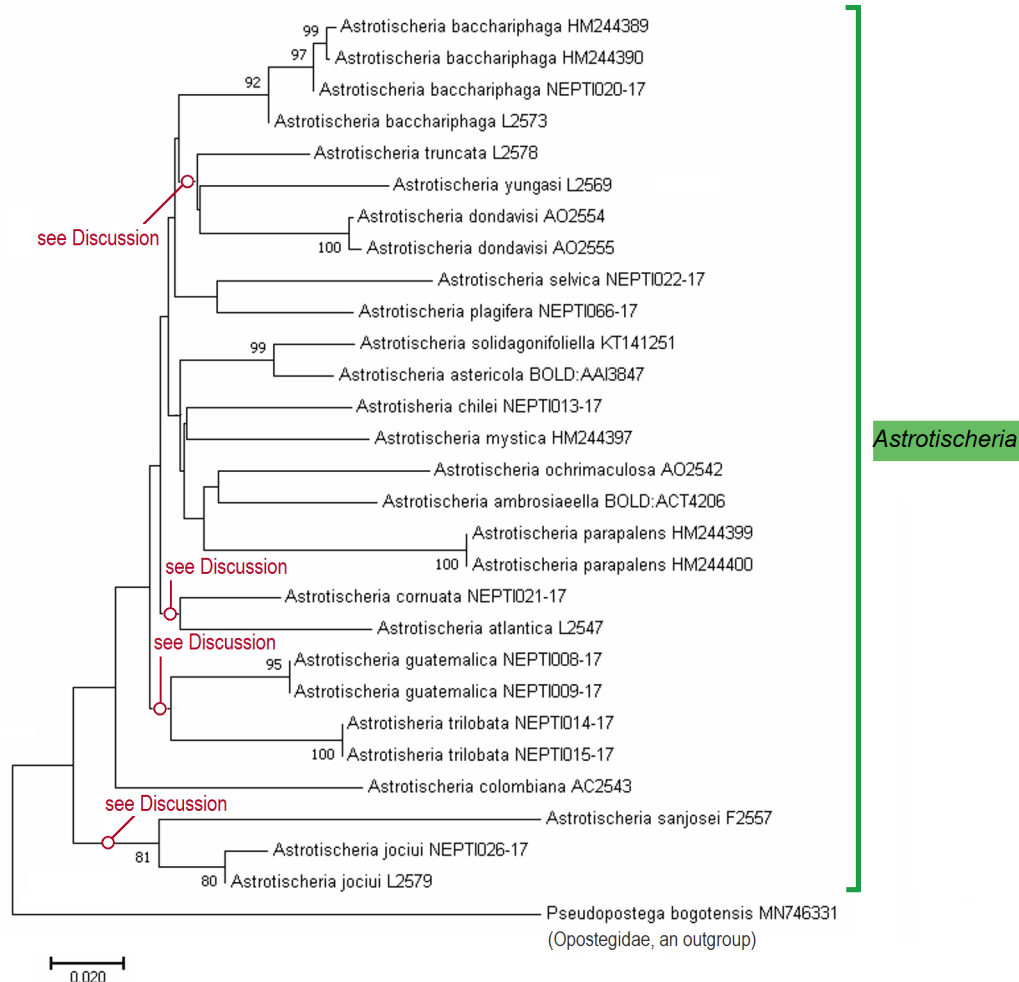 99
Astrotischeria bacchariphaga HM244389
97
Astrotischeria bacchariphaga HM244390
92
Astrotischeria bacchariphaga NEPTI020-17
Astrotischeria bacchariphaga L2573
Astrotischeria truncata L2578
Astrotischeria yungasi L2569
see Discussion
Astrotischeria dondavisi AO2554
100
Astrotischeria dondavisi AO2555
Astrotischeria selvica NEPTI022-17
Astrotischeria plagifera NEPTI066-17
99
Astrotischeria solidagonifoliella KT141251
Astrotischeria astericola BOLD:AAI3847
Astrotisheria chilei NEPTI013-17
Astrotischeria mystica HM244397
Astrotischeria
Astrotischeria ochrimaculosa AO2542
Astrotischeria ambrosiaeella BOLD:ACT4206
Astrotischeria parapalens HM244399
100
Astrotischeria parapalens HM244400
see Discussion
Astrotischeria cornuata NEPTI021-17
Astrotischeria atlantica L2547
see Discussion
95
Astrotischeria guatemalica NEPTI008-17
Astrotischeria guatemalica NEPTI009-17
Astrotisheria trilobata NEPTI014-17
100
Astrotisheria trilobata NEPTI015-17
Astrotischeria colombiana AC2543
see Discussion
Astrotischeria sanjosei F2557
81
Astrotischeria jociui NEPTI026-17
80
Astrotischeria jociui L2579
Pseudopostega bogotensis MN746331
(Opostegidae, an outgroup)
0.020